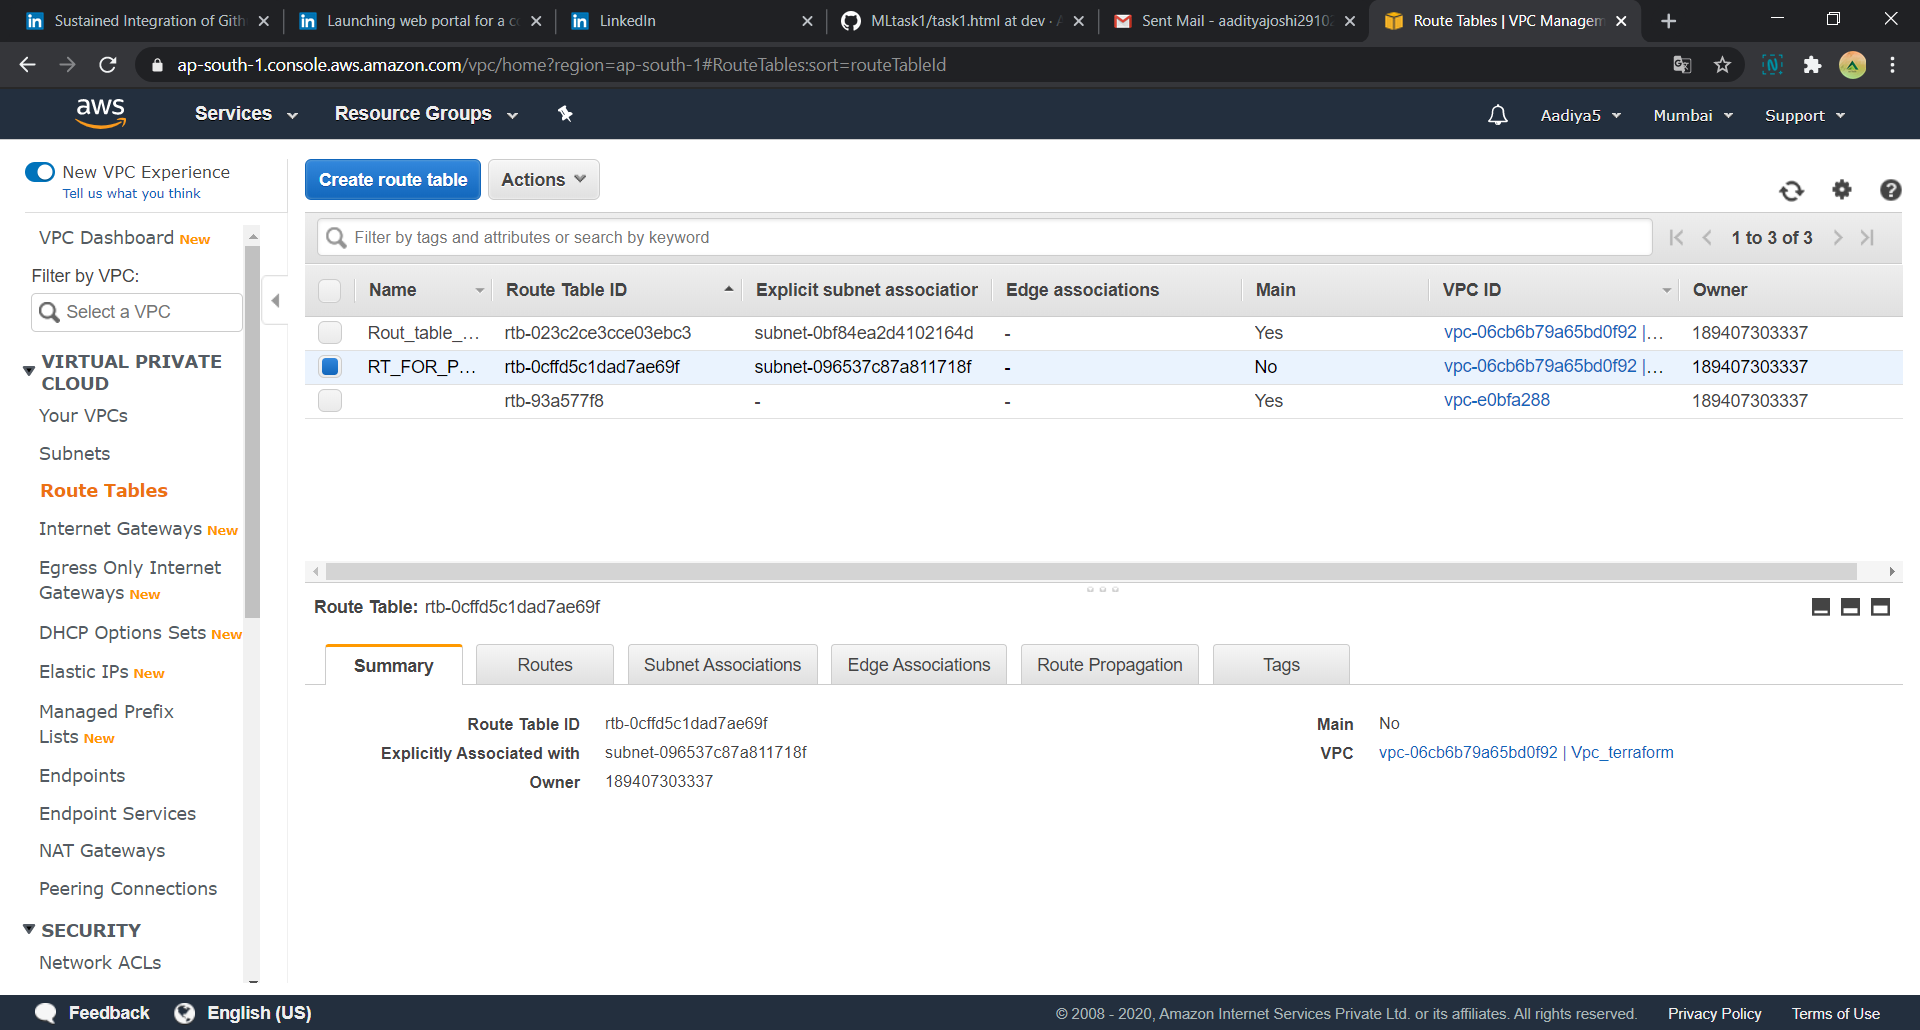 Sustained Integration of Gith
Launching web portal for a c
LinkedIn
MLtask1/task1.html at dev ·
Sent Mail - aadityajoshi2910
Route Tables | VPC Managem
ap-south-1.console.aws.amazon.com/vpc/home?region=ap-south-1#RouteTables:sort=routeTableId
aws
Services
Resource Groups
Aadiya5
Mumbai
Support
New VPC Experience
Tell us what you think
VPC Dashboard New
Filter by VPC:
Select a VPC
VIRTUAL PRIVATE
CLOUD
Your VPCs
Subnets
Route Tables
Internet Gateways New
Egress Only Internet
Gateways New
DHCP Options Sets New
Elastic IPs New
Managed Prefix
Lists New
Endpoints
Endpoint Services
NAT Gateways
Peering Connections
SECURITY
Network ACLs
Create route table
Actions
Filter by tags and attributes or search by keyword
1 to 3 of 3
Name Route Table ID Explicit subnet association Edge associations Main VPC ID Owner
Rout_table_... rtb-023c2ce3cce03ebc3 subnet-0bf84ea2d4102164d - Yes vpc-06cb6b79a65bd0f92 |... 189407303337
RT_FOR_P... rtb-0cffd5c1dad7ae69f subnet-096537c87a811718f - No vpc-06cb6b79a65bd0f92 |... 189407303337
rtb-93a577f8 - - Yes vpc-e0bfa288 189407303337
Route Table: rtb-0cffd5c1dad7ae69f
Summary Routes Subnet Associations Edge Associations Route Propagation Tags
Route Table ID rtb-0cffd5c1dad7ae69f
Explicitly Associated with subnet-096537c87a811718f
Owner 189407303337
Main No
VPC vpc-06cb6b79a65bd0f92 | Vpc_terraform
Feedback
English (US)
© 2008 - 2020, Amazon Internet Services Private Ltd. or its affiliates. All rights reserved.
Privacy Policy
Terms of Use